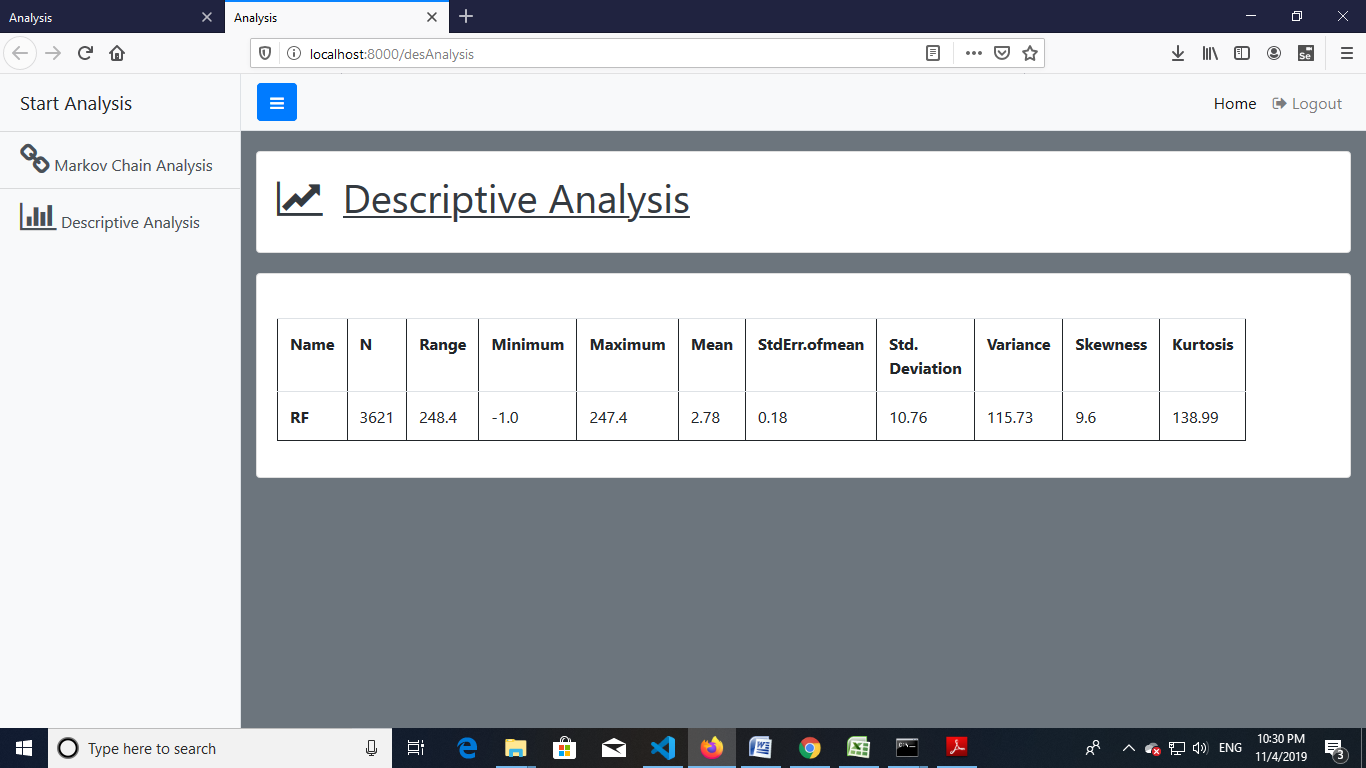 Analysis
Analysis
localhost:8000/desAnalysis
Se
Start Analysis
Home Logout
Markov Chain Analysis
Descriptive Analysis
Descriptive Analysis
Name N Range Minimum Maximum Mean StdErr.ofmean Std. Deviation Variance Skewness Kurtosis
RF 3621 248.4 -1.0 247.4 2.78 0.18 10.76 115.73 9.6 138.99
Type here to search
ENG
10:30 PM
11/4/2019
3